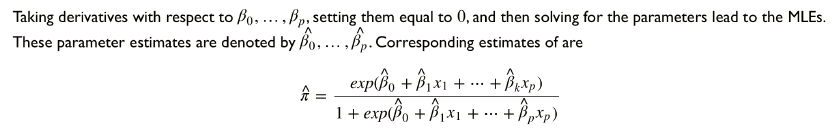 Taking derivatives with respect to β₀, … , βₚ, setting them equal to 0, and then solving for the parameters lead to the MLEs.
These parameter estimates are denoted by β̂₀, … , β̂ₚ. Corresponding estimates of are
π̂ = exp(β̂₀ + β̂₁x₁ + ⋯ + β̂ₖxₚ) / 1 + exp(β̂₀ + β̂₁x₁ + ⋯ + β̂ₚxₚ)